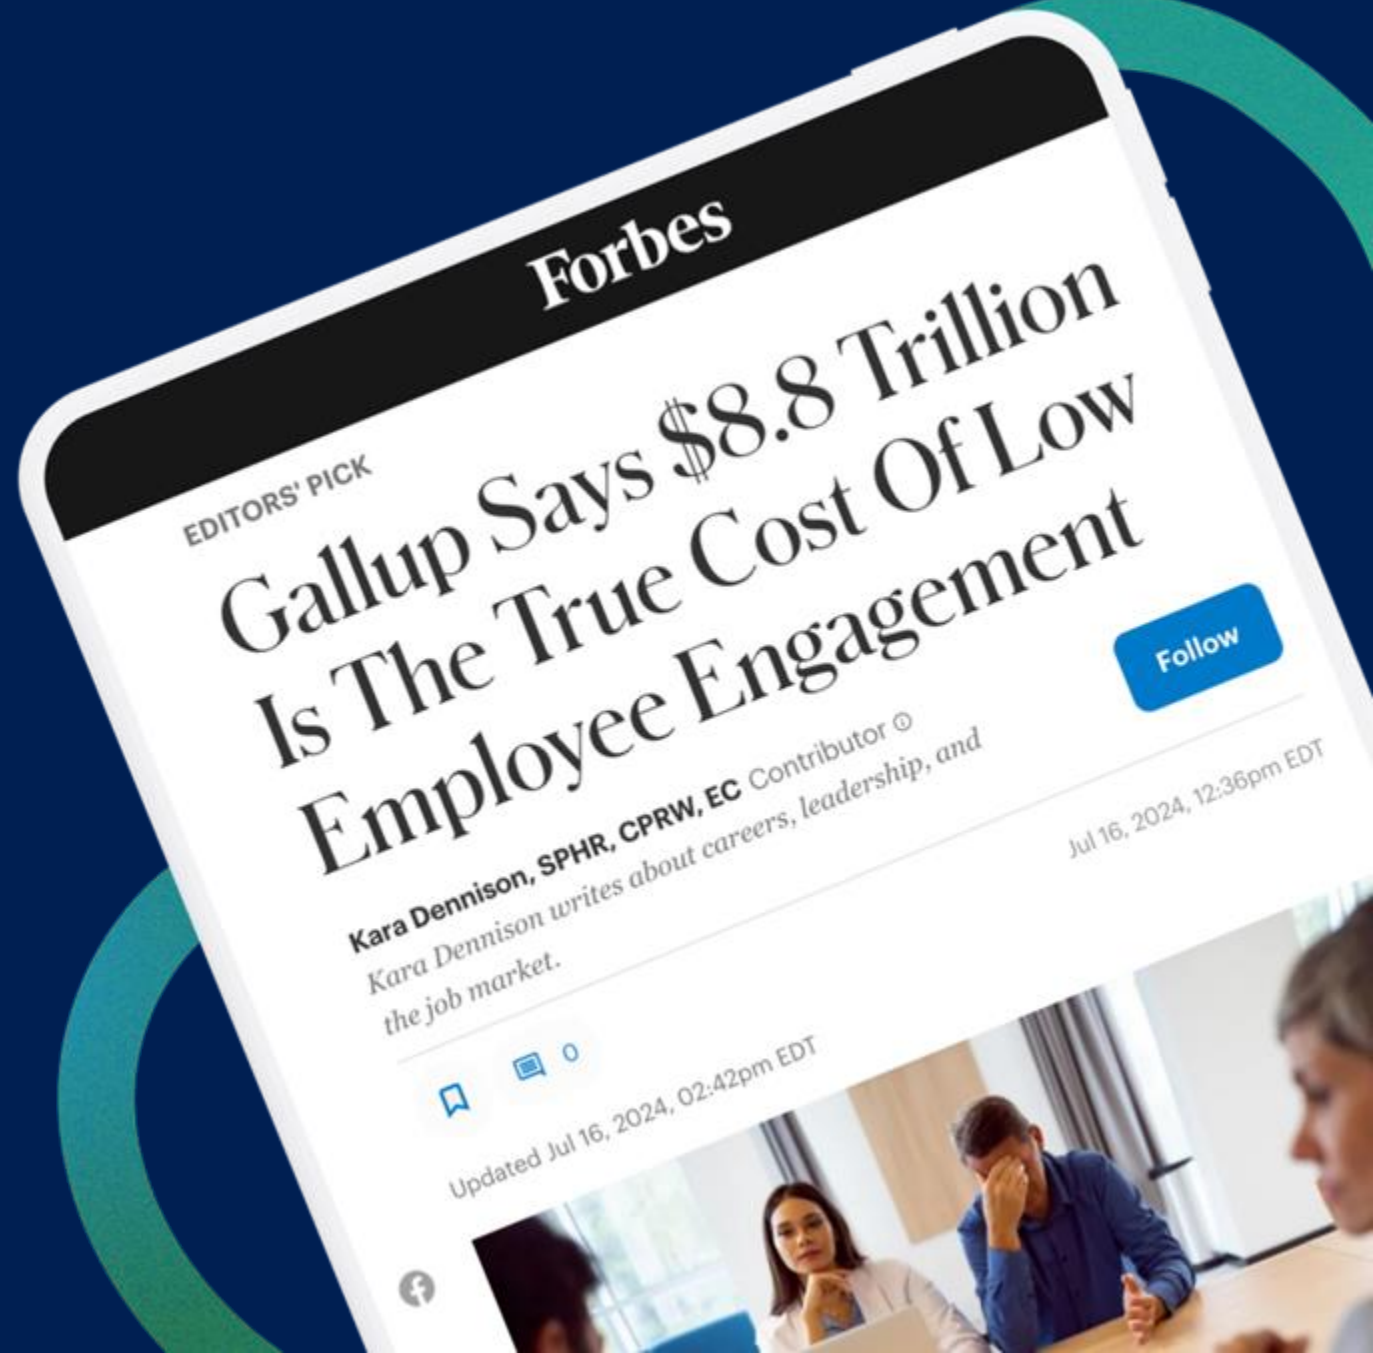 Forbes
EDITORS' PICK
Gallup Says $8.8 Trillion
Is The True Cost Of Low
Employee Engagement
Kara Dennison, SPHR, CPRW, EC Contributor
Follow
Kara Dennison writes about careers, leadership, and
the job market.
Jul 16, 2024, 12:36pm EDT
0
Updated Jul 16, 2024, 02:42pm EDT